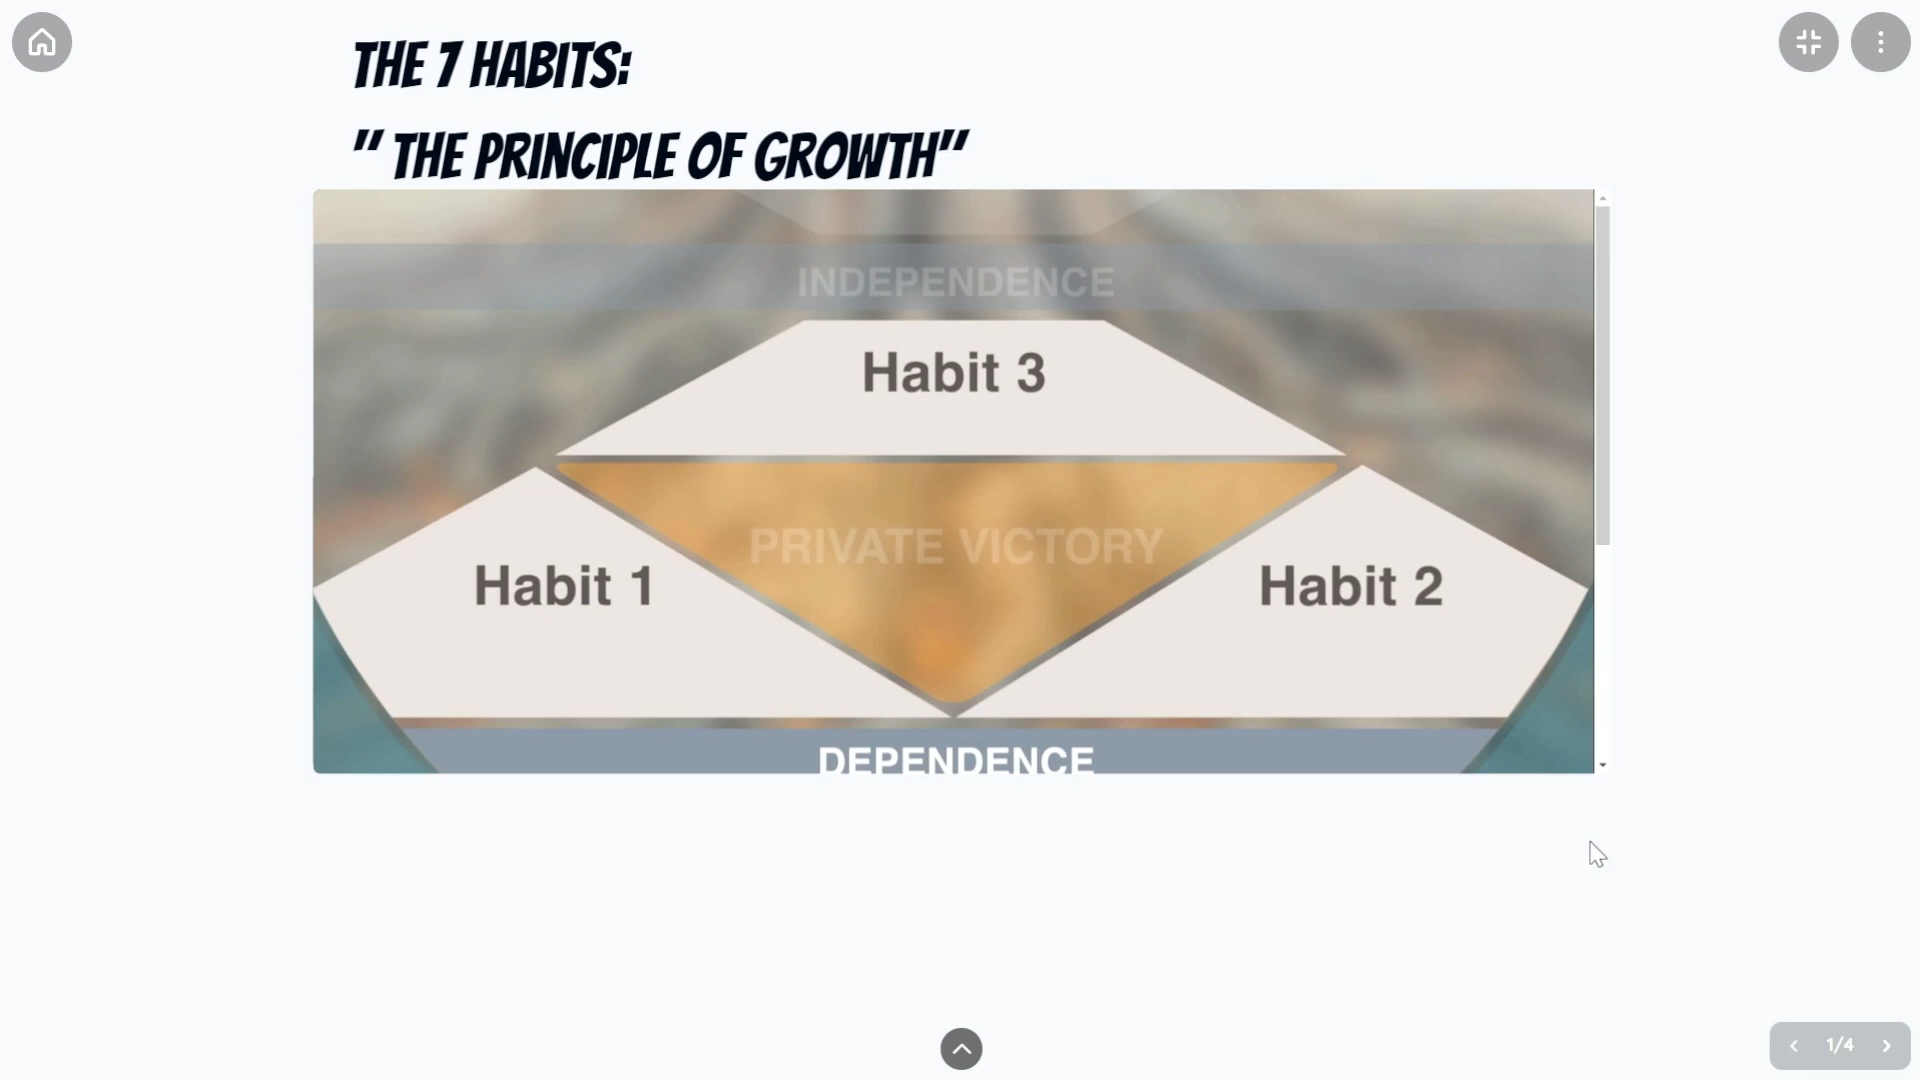 THE 7 HABITS:
" THE PRINCIPLE OF GROWTH"
INDEPENDENCE
Habit 3
PRIVATE VICTORY
Habit 1
Habit 2
DEPENDENCE
1/4